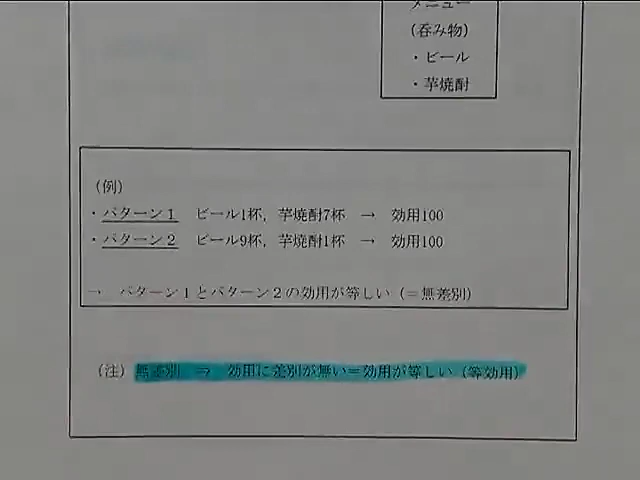 メニュー
(呑み物)
・ビール
・芋焼酎
(例)
・パターン1 ビール1杯, 芋焼酎7杯 → 効用100
・パターン2 ビール9杯, 芋焼酎1杯 → 効用100
→ パターン1とパターン2の効用が等しい (=無差別)
(注) 無差別 ⇒ 効用に差別が無い=効用が等しい (等効用)